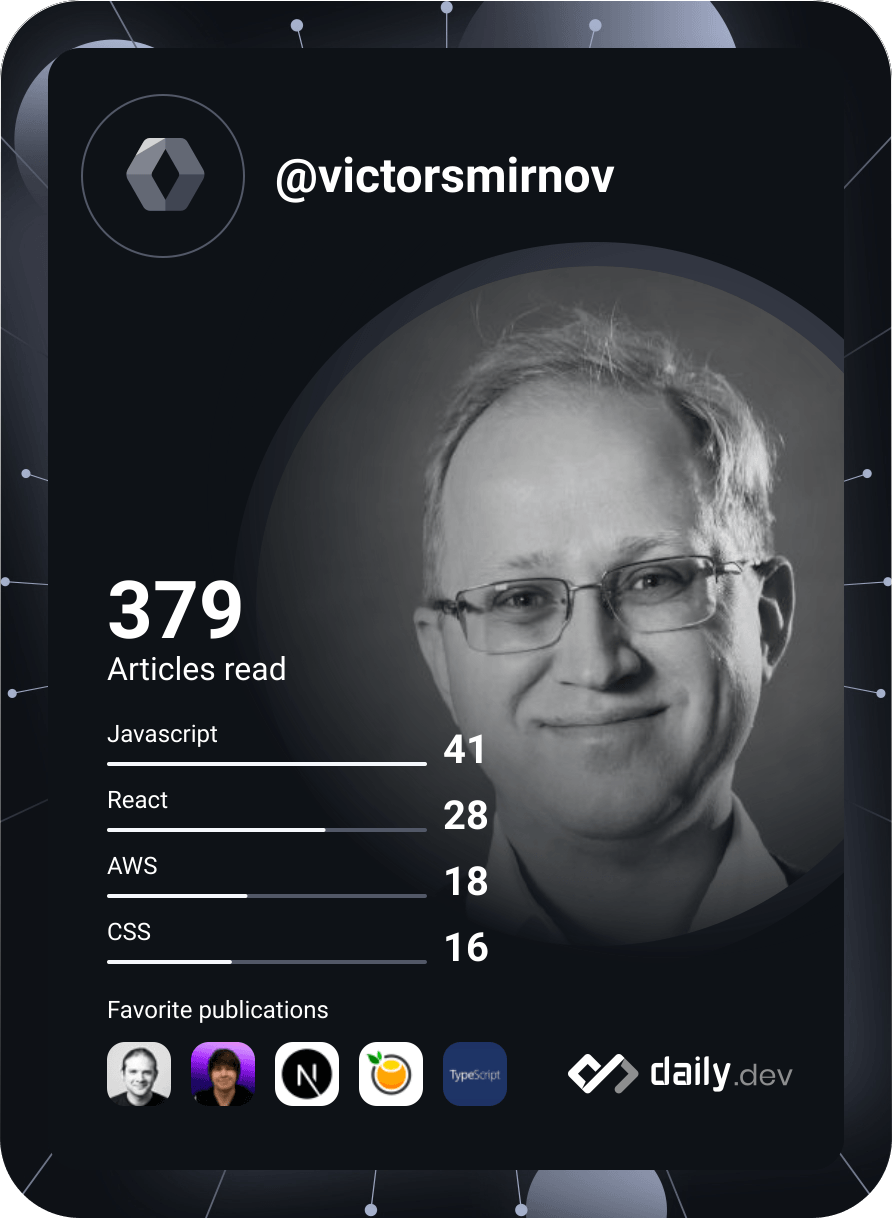 @victorsmirnov
379
Articles read
Javascript
41
React
28
AWS
18
CSS
16
Favorite publications
N
TypeScript
daily.dev